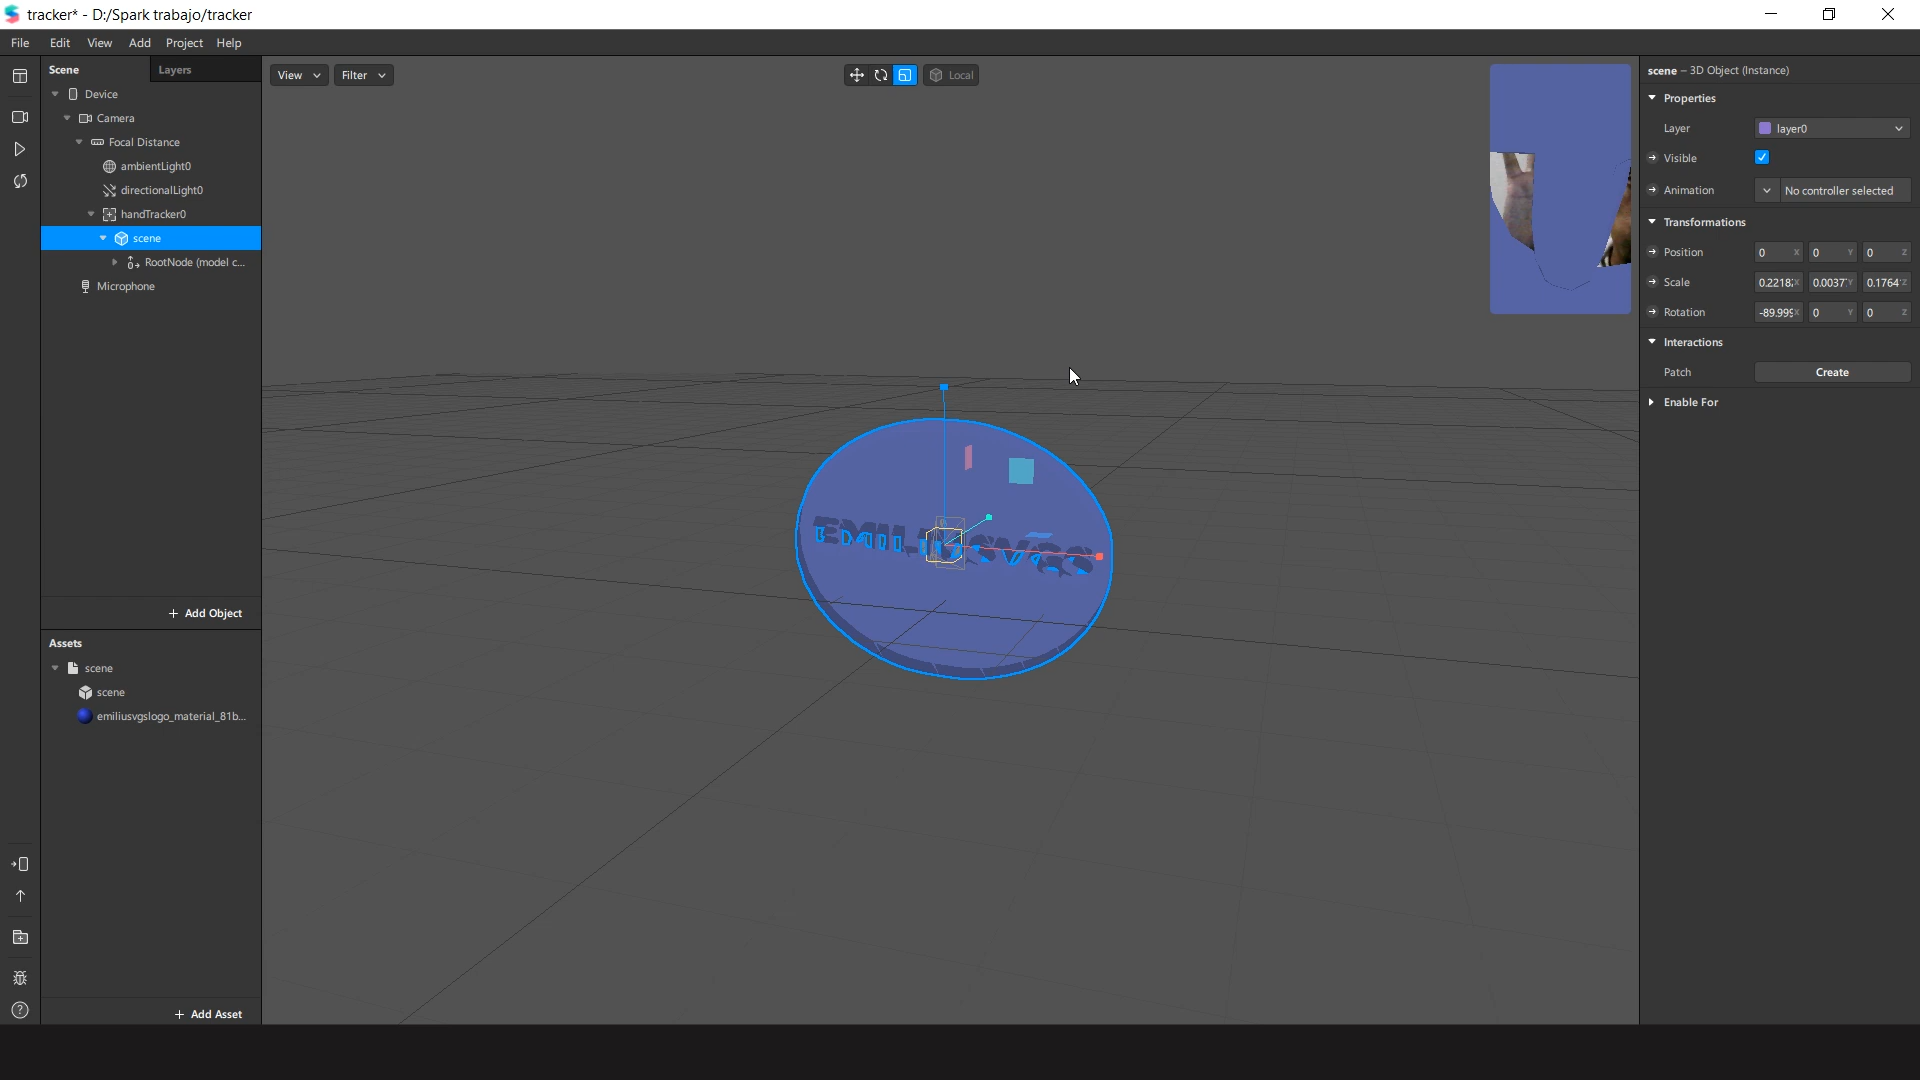 tracker* - D:/Spark trabajo/tracker
File Edit View Add Project Help
Scene Layers
Device
Camera
Focal Distance
ambientLight0
directionalLight0
handTracker0
scene
RootNode (model c...
Microphone
+ Add Object
Assets
scene
scene
emiliusvgslogo_material_81b...
+ Add Asset
View Filter Local
EMILIUSVGS
scene – 3D Object (Instance)
Properties
Layer layer0
Visible
Animation No controller selected
Transformations
Position 0 X 0 Y 0 Z
Scale 0.2218 X 0.0037 Y 0.1764 Z
Rotation -89.999 X 0 Y 0 Z
Interactions
Patch Create
Enable For